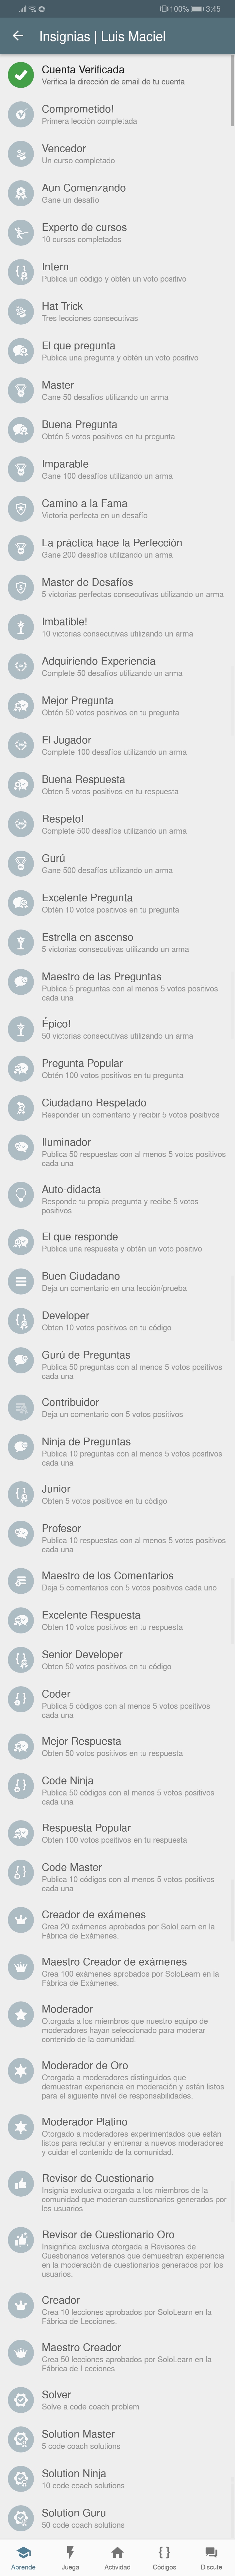 100% 3:45
Insignias | Luis Maciel
Cuenta Verificada
Verifica la dirección de email de tu cuenta
Comprometido!
Primera lección completada
Vencedor
Un curso completado
Aun Comenzando
Gane un desafío
Experto de cursos
10 cursos completados
Intern
Publica un código y obtén un voto positivo
Hat Trick
Tres lecciones consecutivas
El que pregunta
Publica una pregunta y obtén un voto positivo
Master
Gane 50 desafíos utilizando un arma
Buena Pregunta
Obtén 5 votos positivos en tu pregunta
Imparable
Gane 100 desafíos utilizando un arma
Camino a la Fama
Victoria perfecta en un desafío
La práctica hace la Perfección
Gane 200 desafíos utilizando un arma
Master de Desafíos
5 victorias perfectas consecutivas utilizando un arma
Imbatible!
10 victorias consecutivas utilizando un arma
Adquiriendo Experiencia
Complete 50 desafíos utilizando un arma
Mejor Pregunta
Obtén 50 votos positivos en tu pregunta
El Jugador
Complete 100 desafíos utilizando un arma
Buena Respuesta
Obten 5 votos positivos en tu respuesta
Respeto!
Complete 500 desafíos utilizando un arma
Gurú
Gane 500 desafíos utilizando un arma
Excelente Pregunta
Obtén 10 votos positivos en tu pregunta
Estrella en ascenso
5 victorias consecutivas utilizando un arma
Maestro de las Preguntas
Publica 5 preguntas con al menos 5 votos positivos
cada una
Épico!
50 victorias consecutivas utilizando un arma
Pregunta Popular
Obtén 100 votos positivos en tu pregunta
Ciudadano Respetado
Responder un comentario y recibir 5 votos positivos
Iluminador
Publica 50 respuestas con al menos 5 votos positivos
cada una
Auto-didacta
Responde tu propia pregunta y recibe 5 votos
positivos
El que responde
Publica una respuesta y obtén un voto positivo
Buen Ciudadano
Deja un comentario en una lección/prueba
Developer
Obten 10 votos positivos en tu código
Gurú de Preguntas
Publica 50 preguntas con al menos 5 votos positivos
cada una
Contribuidor
Deja un comentario con 5 votos positivos
Ninja de Preguntas
Publica 10 preguntas con al menos 5 votos positivos
cada una
Junior
Obten 5 votos positivos en tu código
Profesor
Publica 10 respuestas con al menos 5 votos positivos
cada una
Maestro de los Comentarios
Deja 5 comentarios con 5 votos positivos cada uno
Excelente Respuesta
Obten 10 votos positivos en tu respuesta
Senior Developer
Obten 50 votos positivos en tu código
Coder
Publica 5 códigos con al menos 5 votos positivos
cada una
Mejor Respuesta
Obten 50 votos positivos en tu respuesta
Code Ninja
Publica 50 códigos con al menos 5 votos positivos
cada una
Respuesta Popular
Obten 100 votos positivos en tu respuesta
Code Master
Publica 10 códigos con al menos 5 votos positivos
cada una
Creador de exámenes
Crea 20 exámenes aprobados por SoloLearn en la
Fábrica de Exámenes.
Maestro Creador de exámenes
Crea 100 exámenes aprobados por SoloLearn en la
Fábrica de Exámenes.
Moderador
Otorgada a los miembros que nuestro equipo de
moderadores hayan seleccionado para moderar
contenido de la comunidad.
Moderador de Oro
Otorgada a moderadores distinguidos que
demuestran experiencia en moderación y están listos
para el siguiente nivel de responsabilidades.
Moderador Platino
Otorgado a moderadores experimentados que están
listos para reclutar y entrenar a nuevos moderadores
y cuidar el contenido de la comunidad.
Revisor de Cuestionario
Insignia exclusiva otorgada a los miembros de la
comunidad que moderan cuestionarios generados por
los usuarios.
Revisor de Cuestionario Oro
Insignifica exclusiva otorgada a Revisores de
Cuestionarios veteranos que demuestran experiencia
en la moderación de cuestionarios generados por los
usuarios.
Creador
Crea 10 lecciones aprobados por SoloLearn en la
Fábrica de Lecciones.
Maestro Creador
Crea 50 lecciones aprobados por SoloLearn en la
Fábrica de Lecciones.
Solver
Solve a code coach problem
Solution Master
5 code coach solutions
Solution Ninja
10 code coach solutions
Solution Guru
50 code coach solutions
Aprende Juega Actividad Códigos Discute